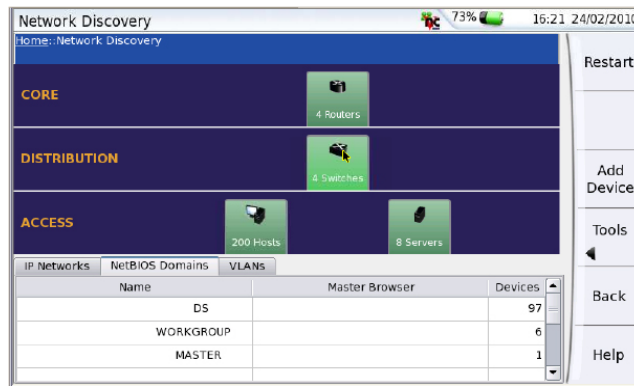 Network Discovery 73% 16:21 24/02/2010
Home::Network Discovery
CORE
4 Routers
DISTRIBUTION
4 Switches
ACCESS
200 Hosts
8 Servers
IP Networks NetBIOS Domains VLANs
Name Master Browser Devices
DS 97
WORKGROUP 6
MASTER 1
Restart
Add
Device
Tools
Back
Help